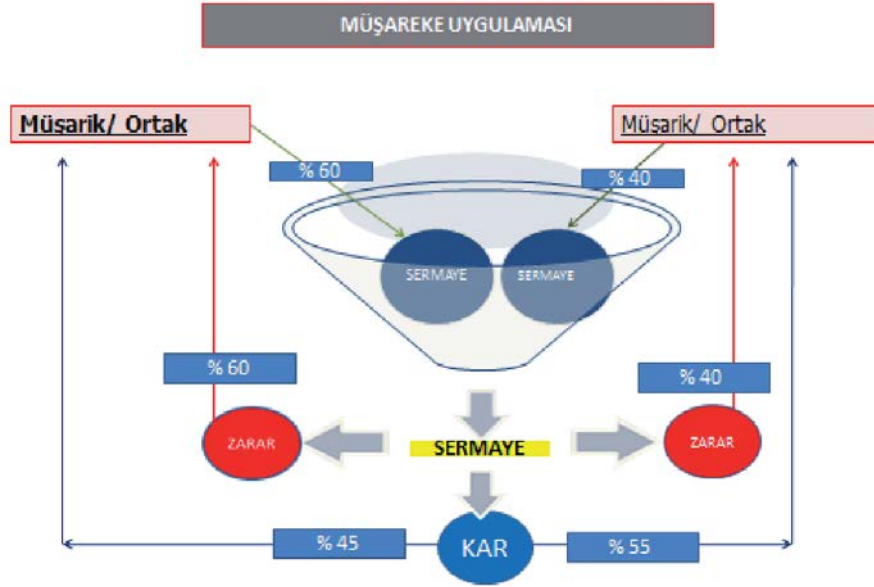 MÜŞAREKE UYGULAMASI
Müşarik/ Ortak
Müşarik/ Ortak
% 60
% 40
SERMAYE
SERMAYE
% 60
% 40
ZARAR
SERMAYE
ZARAR
% 45
KAR
% 55